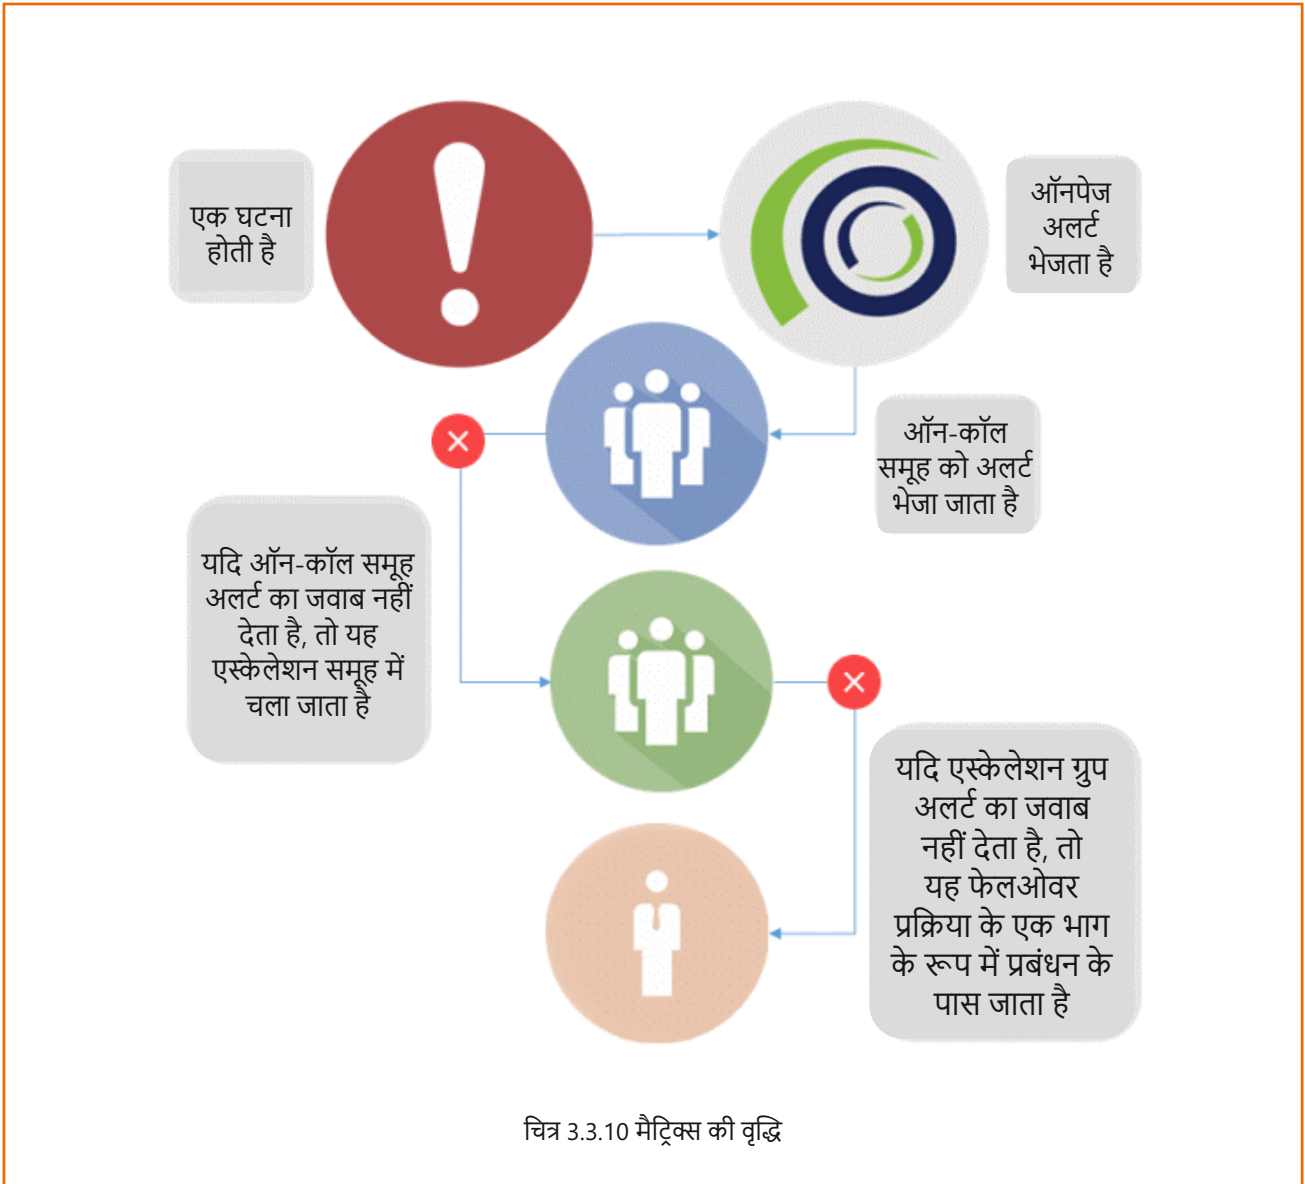 एक घटना
होती है
ऑनपेज
अलर्ट
भेजता है
ऑन-कॉल
समूह को अलर्ट
भेजा जाता है
यदि ऑन-कॉल समूह
अलर्ट का जवाब नहीं
देता है, तो यह
एस्केलेशन समूह में
चला जाता है
यदि एस्केलेशन ग्रुप
अलर्ट का जवाब
नहीं देता है, तो
यह फेलओवर
प्रक्रिया के एक भाग
के रूप में प्रबंधन के
पास जाता है
चित्र 3.3.10 मैट्रिक्स की वृद्धि